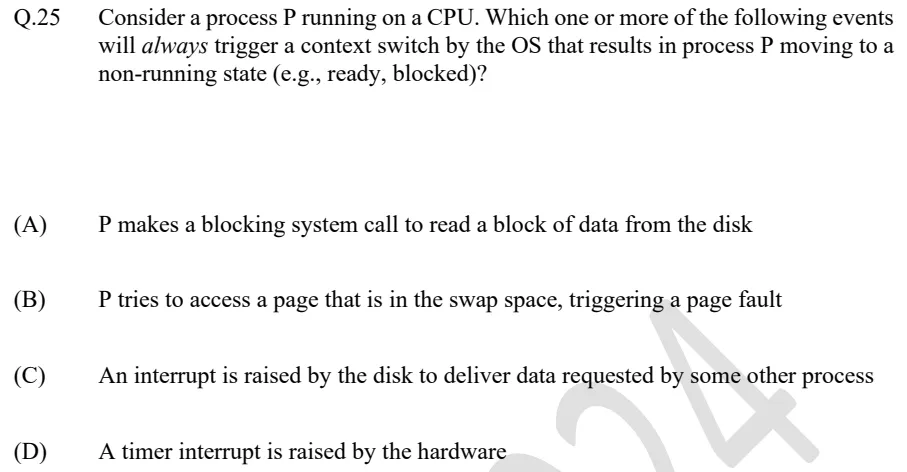 Q.25 Consider a process P running on a CPU. Which one or more of the following events
will always trigger a context switch by the OS that results in process P moving to a
non-running state (e.g., ready, blocked)?
(A) P makes a blocking system call to read a block of data from the disk
(B) P tries to access a page that is in the swap space, triggering a page fault
(C) An interrupt is raised by the disk to deliver data requested by some other process
(D) A timer interrupt is raised by the hardware